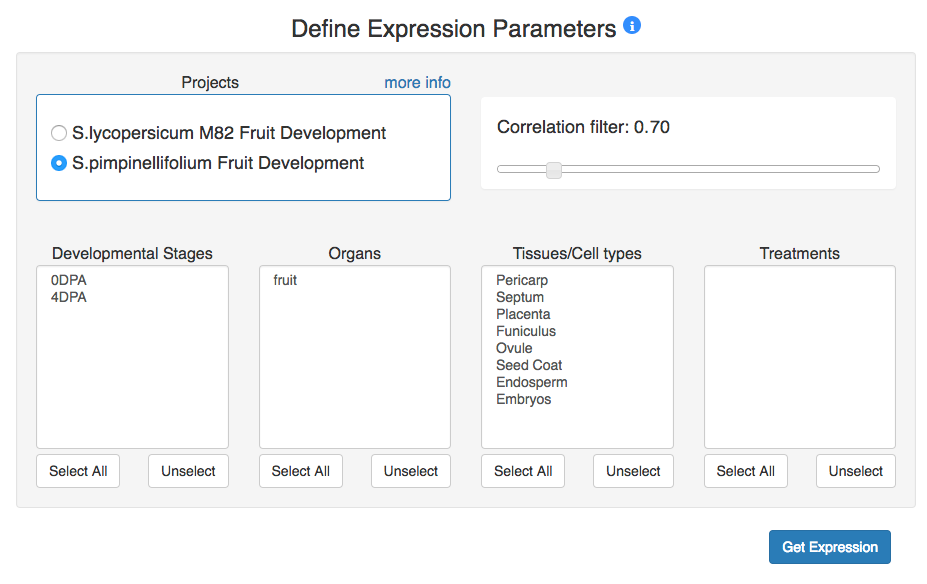 Define Expression Parameters
Projects
more info
S.lycopersicum M82 Fruit Development
S.pimpinellifolium Fruit Development
Correlation filter: 0.70
Developmental Stages
0DPA
4DPA
Select All
Unselect
Organs
fruit
Select All
Unselect
Tissues/Cell types
Pericarp
Septum
Placenta
Funiculus
Ovule
Seed Coat
Endosperm
Embryos
Select All
Unselect
Treatments
Select All
Unselect
Get Expression